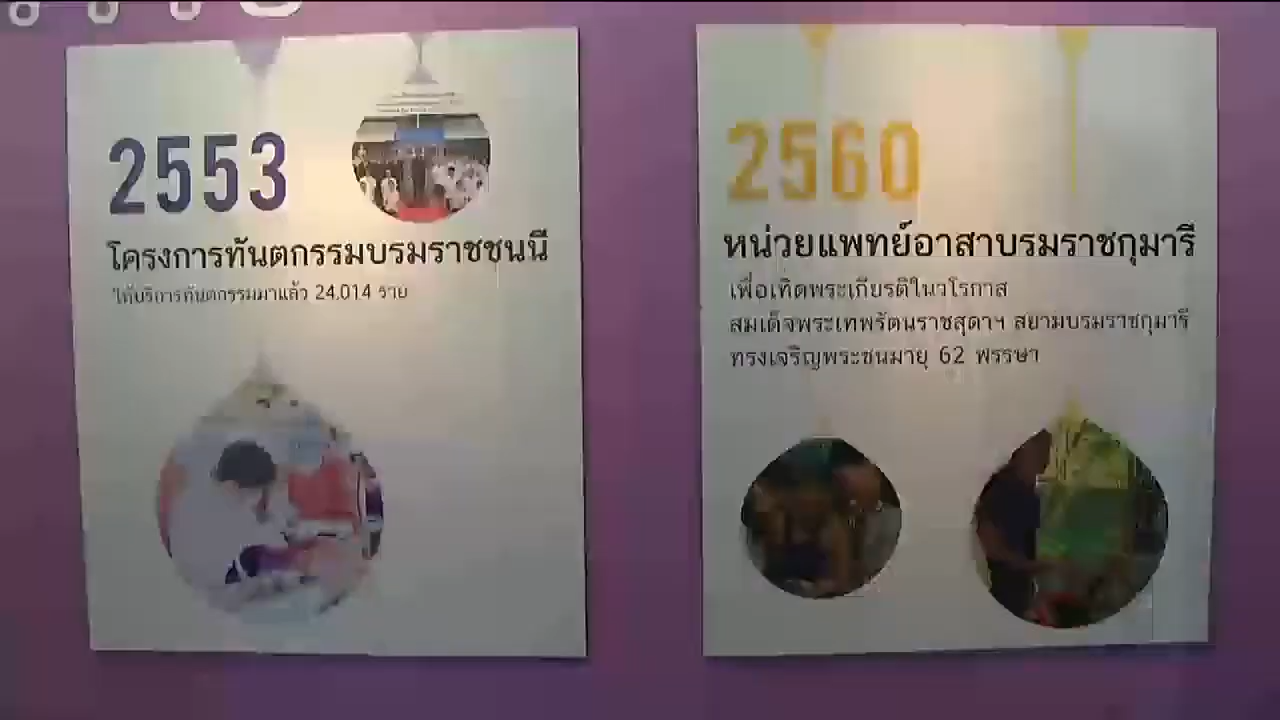 2553
โครงการทันตกรรมบรมราชชนนี
ให้บริการทันตกรรมมาแล้ว 24,014 ราย
2560
หน่วยแพทย์อาสาบรมราชกุมารี
เพื่อเทิดพระเกียรติในวโรกาส
สมเด็จพระเทพรัตนราชสุดาฯ สยามบรมราชกุมารี
ทรงเจริญพระชนมายุ 62 พรรษา